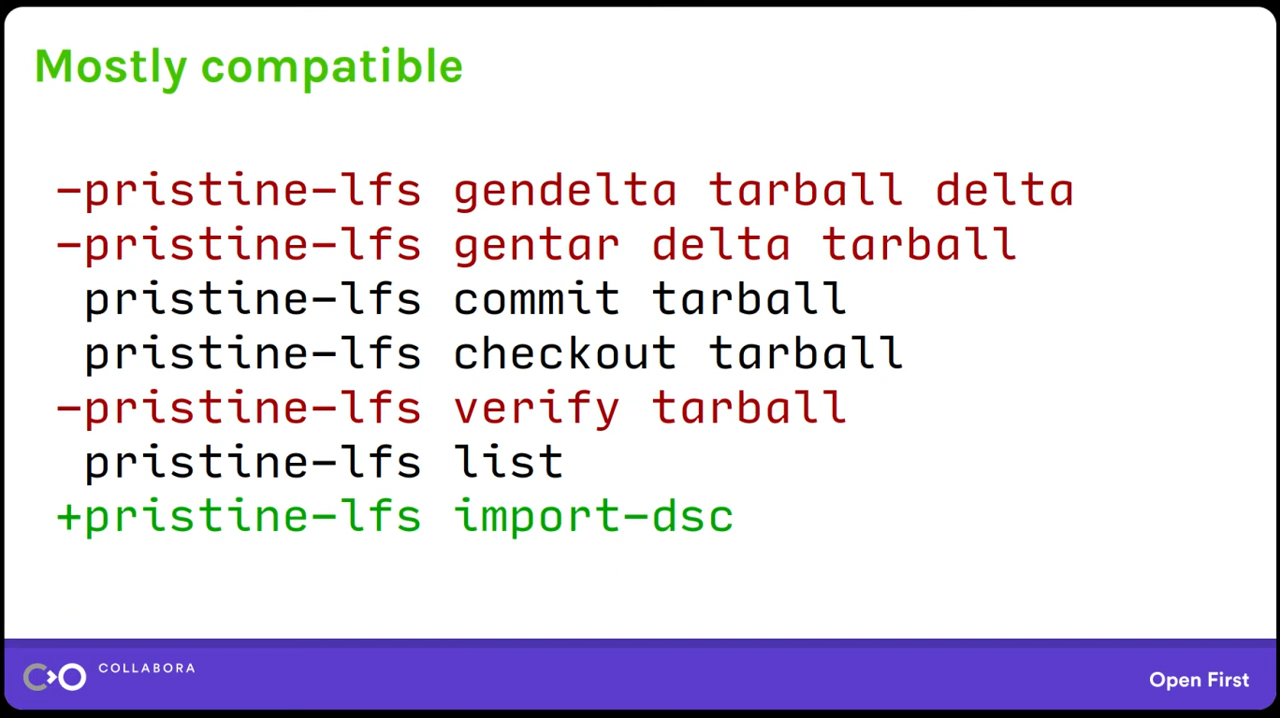 Mostly compatible
-pristine-lfs gendelta tarball delta
-pristine-lfs gentar delta tarball
pristine-lfs commit tarball
pristine-lfs checkout tarball
-pristine-lfs verify tarball
pristine-lfs list
+pristine-lfs import-dsc
COLLABORA
Open First